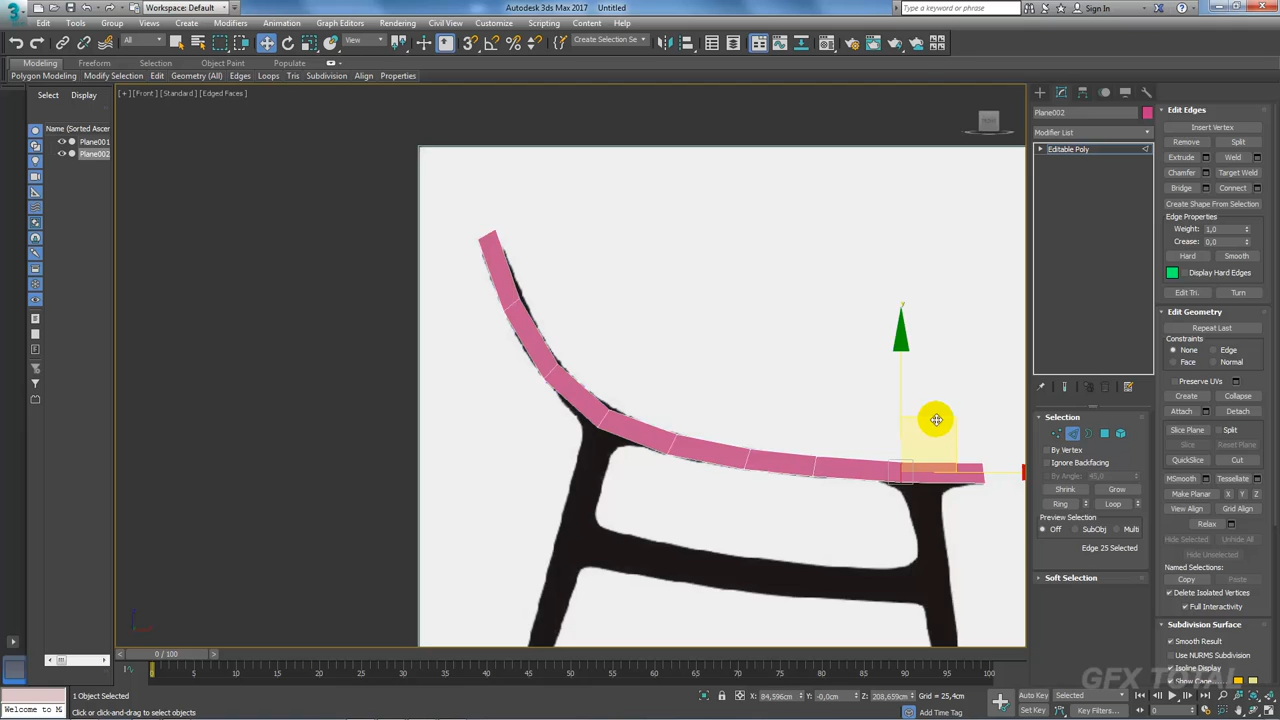 Workspace: Default
Autodesk 3ds Max 2017 Untitled
Type a keyword or phrase
Sign In
Edit Tools Group Views Create Modifiers Animation Graph Editors Rendering Civil View Customize Scripting Content Help
All
View
Create Selection Se
Modeling Freeform Selection Object Paint Populate
Polygon Modeling Modify Selection Edit Geometry (All) Edges Loops Tris Subdivision Align Properties
Select Display
Name (Sorted Ascen
Plane001
Plane002
[+] [Front] [Standard] [Edged Faces]
Plane002
Modifier List
Editable Poly
Selection
By Vertex
Ignore Backfacing
By Angle: 45,0
Shrink Grow
Ring Loop
Preview Selection
Off SubObj Multi
Edge 25 Selected
Soft Selection
Edit Edges
Insert Vertex
Remove Split
Extrude Weld
Chamfer Target Weld
Bridge Connect
Create Shape From Selection
Edge Properties
Weight: 1,0
Crease: 0,0
Hard Smooth
Display Hard Edges
Edit Tri. Turn
Edit Geometry
Repeat Last
Constraints
None Edge
Face Normal
Preserve UVs
Create Collapse
Attach Detach
Slice Plane Split
Slice Reset Plane
QuickSlice Cut
MSmooth Tessellate
Make Planar X Y Z
View Align Grid Align
Relax
Hide Selected Unhide All
Hide Unselected
Named Selections:
Copy Paste
Delete Isolated Vertices
Full Interactivity
Subdivision Surface
Smooth Result
Use NURMS Subdivision
Isoline Display
Show Cage
0 / 100
0 5 10 15 20 25 30 35 40 45 50 55 60 65 70 75 80 85 90 95 100
1 Object Selected
X: 84,596cm Y: -0,0cm Z: 208,659cm Grid = 25,4cm
Auto Key Selected
Welcome to M
Click or click-and-drag to select objects
Add Time Tag
Set Key Key Filters...
0
GFX TOTAL